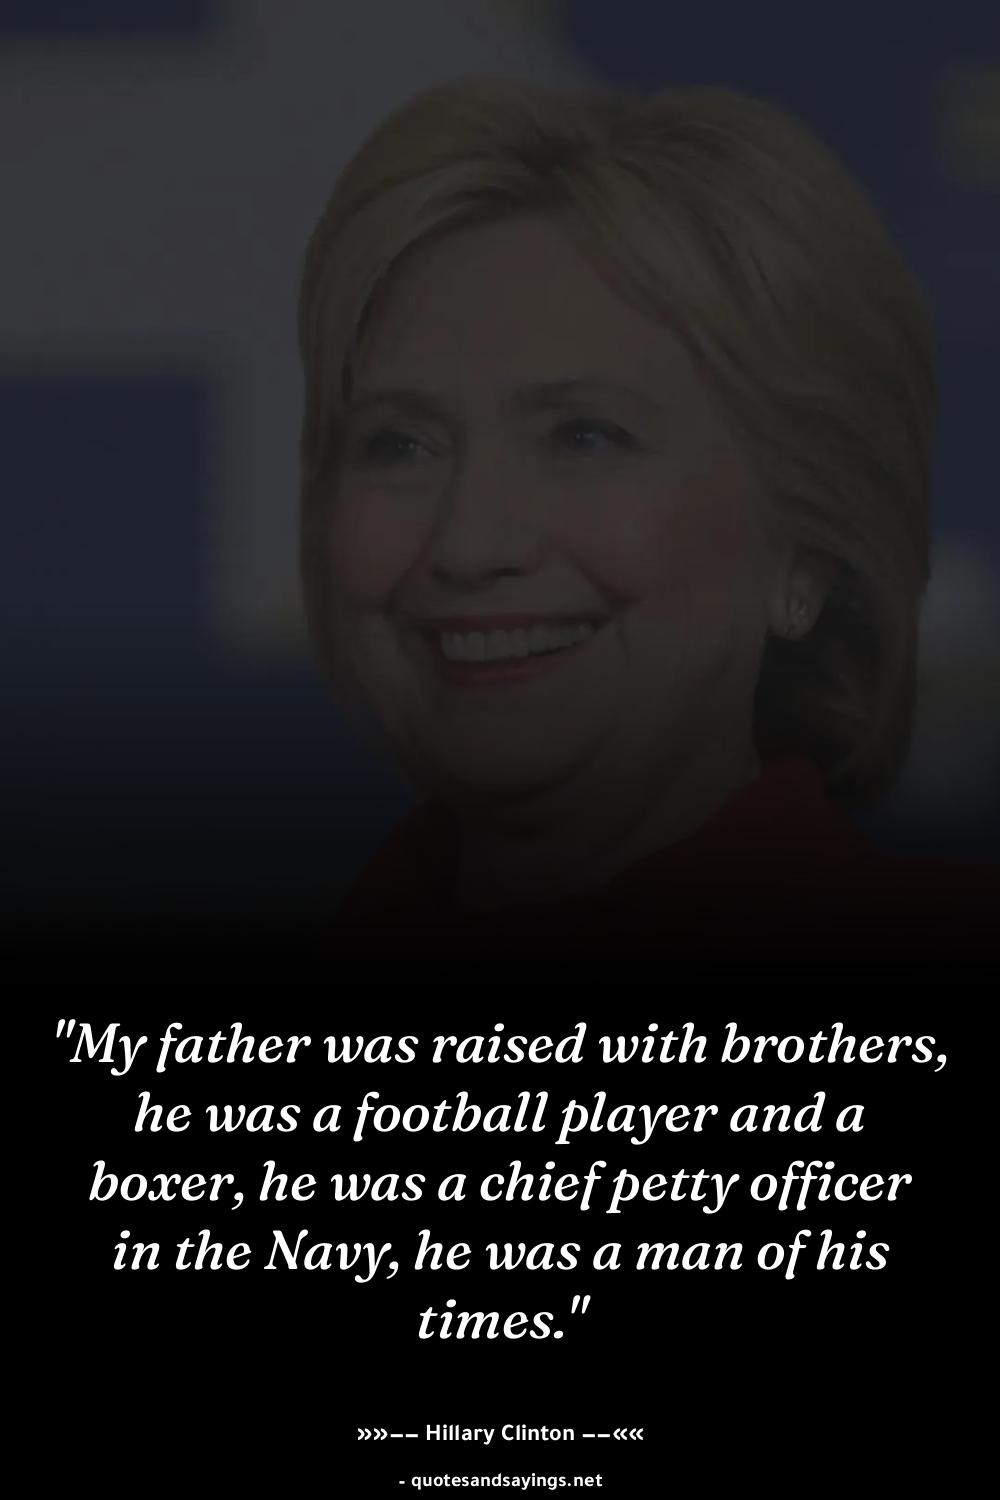 "My father was raised with brothers,
he was a football player and a
boxer, he was a chief petty officer
in the Navy, he was a man of his
times."
»»−− Hillary Clinton −−««
- quotesandsayings.net